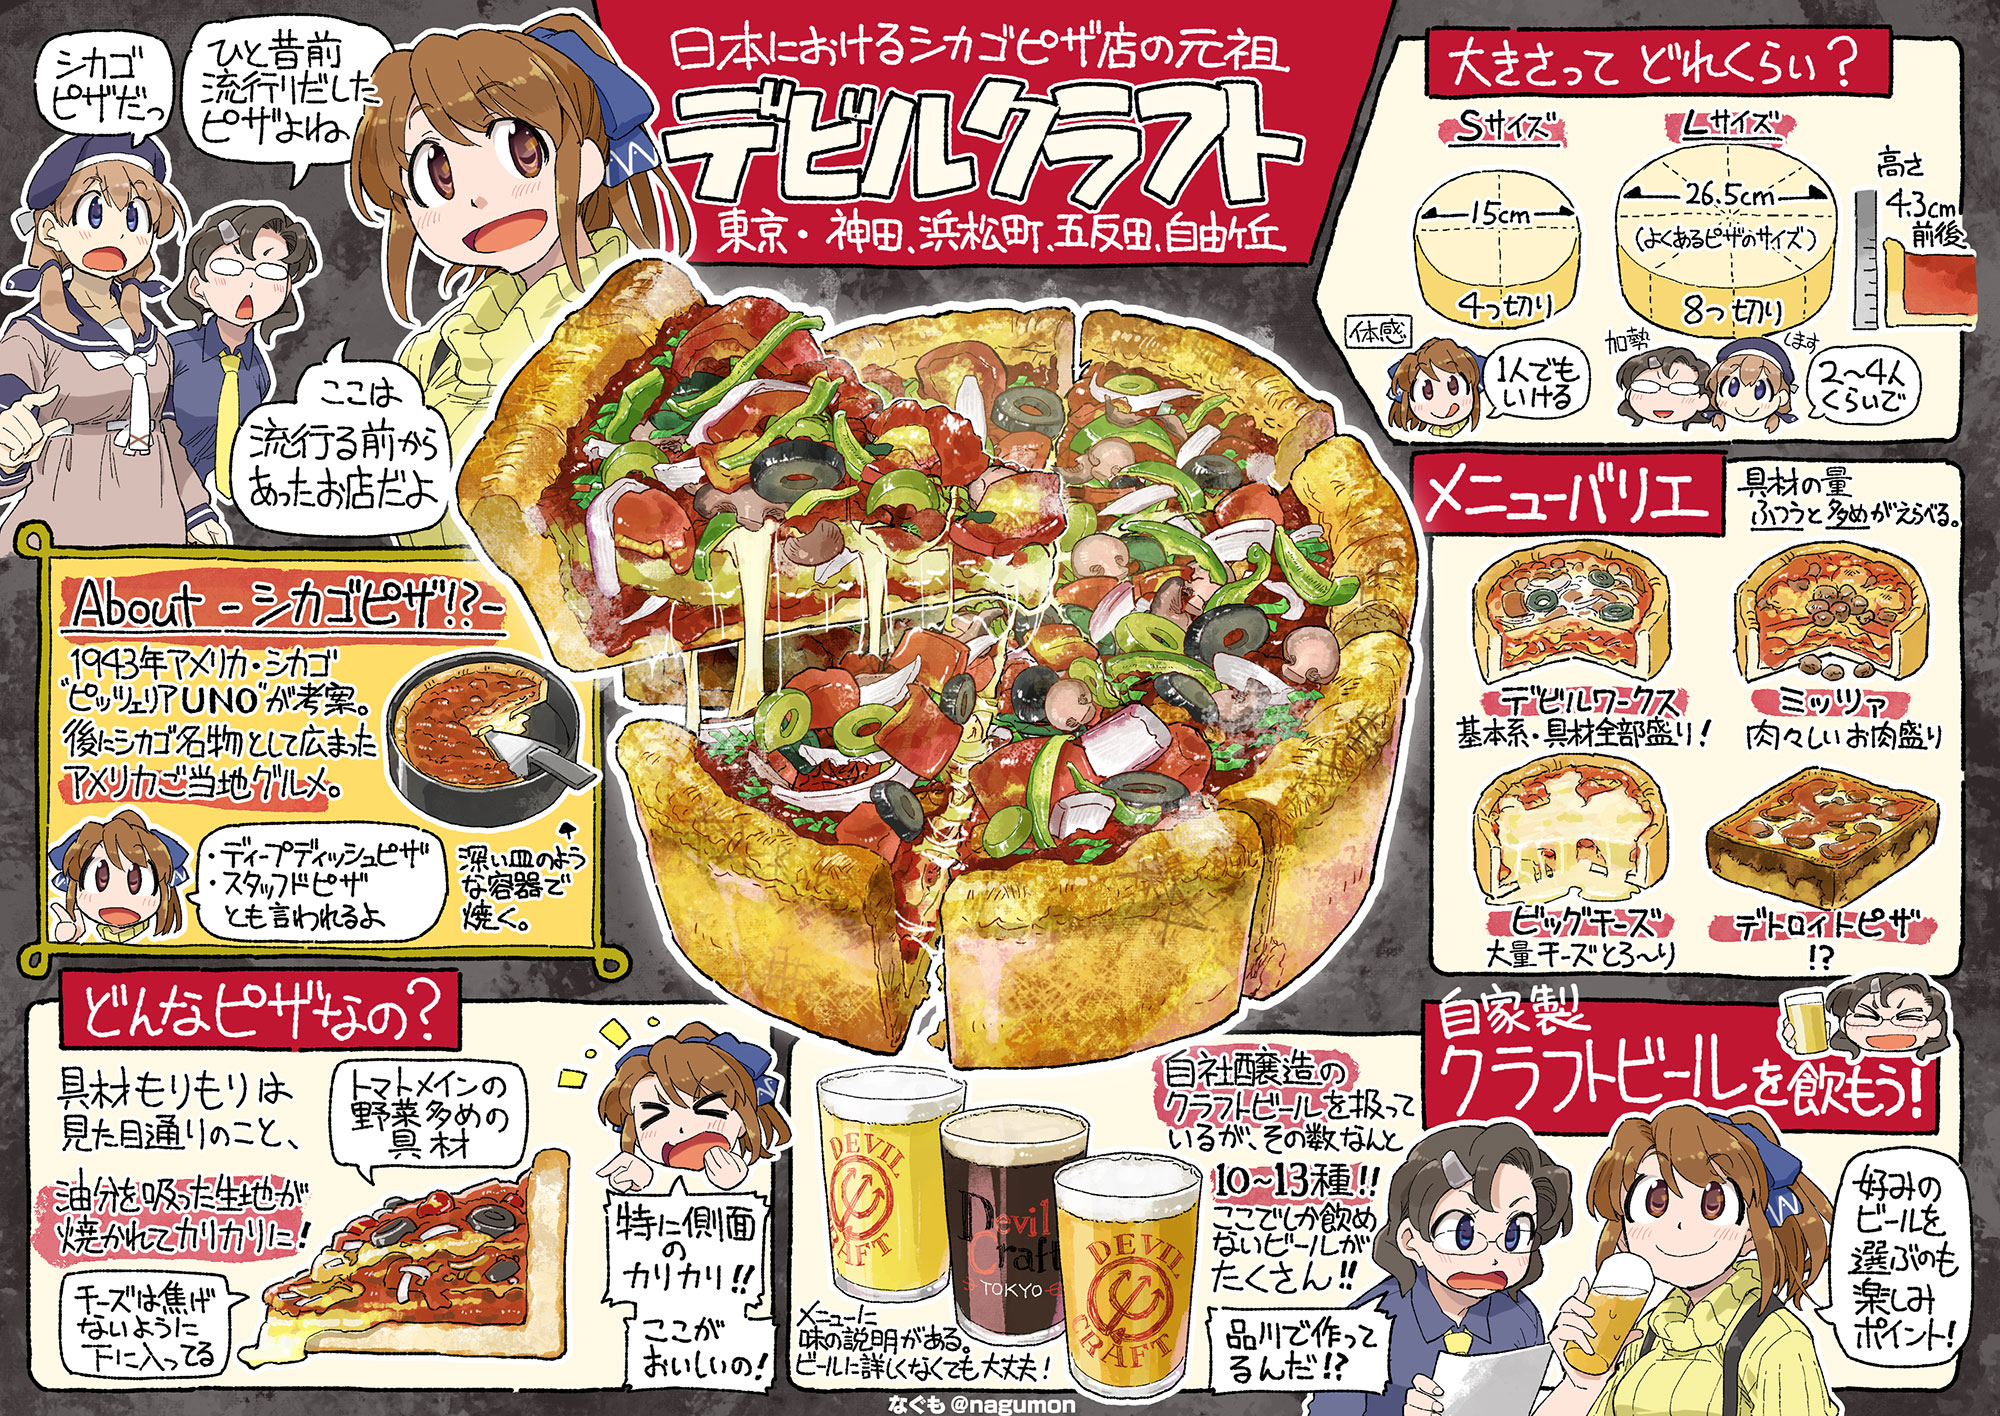 シカゴ
ピザだっ
ひと昔前
流行りだした
ピザよね
ここは
流行る前から
あったお店だよ
日本におけるシカゴピザ店の元祖
デビルクラフト
東京・神田、浜松町、五反田、自由ヶ丘
大きさって どれくらい？
Sサイズ
15cm
4つ切り
Lサイズ
26.5cm
(よくあるピザのサイズ)
8つ切り
高さ
4.3cm
前後
体感
1人でも
いける
加勢
します
2〜4人
くらいで
メニューバリエ
具材の量
ふつうと多めがえらべる。
デビルワークス
基本系・具材全部盛り！
ミッツァ
肉々しいお肉盛り
ビッグチーズ
大量チーズとろ〜り
デトロイトピザ
!?
About -シカゴピザ!?-
1943年アメリカ・シカゴ
"ピッツェリアUNO"が考案。
後にシカゴ名物として広まった
アメリカご当地グルメ。
・ディープディッシュピザ
・スタッフドピザ
とも言われるよ
深い皿のよう
な容器で
焼く。
どんなピザなの？
具材もりもりは
見た目通りのこと、
油分を吸った生地が
焼かれてカリカリに！
トマトメインの
野菜多めの
具材
チーズは焦げ
ないように
下に入ってる
特に側面
の
カリカリ!!
ここが
おいしいの！
自家製
クラフトビールを飲もう！
DEVIL
CRAFT
Devil
Craft
TOKYO
DEVIL
CRAFT
メニューに
味の説明がある。
ビールに詳しくなくても大丈夫！
自社醸造の
クラフトビールを扱って
いるが、その数なんと
10〜13種!!
ここでしか飲め
ないビールが
たくさん!!
品川で作って
るんだ!?
好みの
ビールを
選ぶのも
楽しみ
ポイント！
なぐも @nagumon